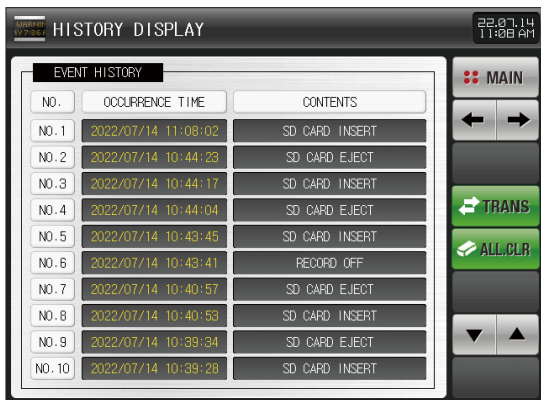 HISTORY DISPLAY
22.07.14
11:08 AM
EVENT HISTORY
NO. OCCURRENCE TIME CONTENTS
NO.1 2022/07/14 11:08:02 SD CARD INSERT
NO.2 2022/07/14 10:44:23 SD CARD EJECT
NO.3 2022/07/14 10:44:17 SD CARD INSERT
NO.4 2022/07/14 10:44:04 SD CARD EJECT
NO.5 2022/07/14 10:43:45 SD CARD INSERT
NO.6 2022/07/14 10:43:41 RECORD OFF
NO.7 2022/07/14 10:40:57 SD CARD EJECT
NO.8 2022/07/14 10:40:53 SD CARD INSERT
NO.9 2022/07/14 10:39:34 SD CARD EJECT
NO.10 2022/07/14 10:39:28 SD CARD INSERT
MAIN
TRANS
ALL.CLR